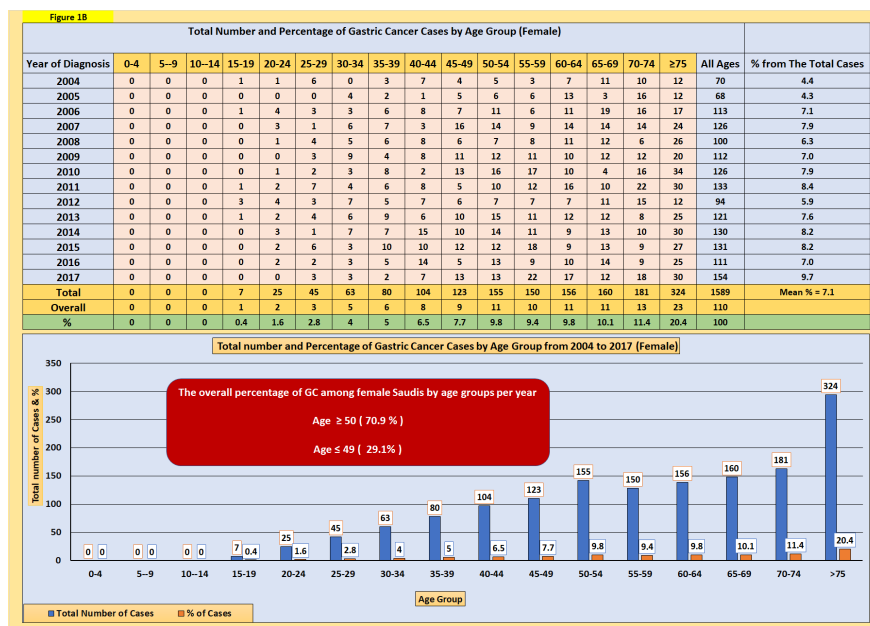 Figure 1B
Total Number and Percentage of Gastric Cancer Cases by Age Group (Female)
Year of Diagnosis 0-4 5--9 10--14 15-19 20-24 25-29 30-34 35-39 40-44 45-49 50-54 55-59 60-64 65-69 70-74 ≥75 All Ages % from The Total Cases
2004 0 0 0 1 1 6 0 3 7 4 5 3 7 11 10 12 70 4.4
2005 0 0 0 0 0 0 4 2 1 5 6 6 13 3 16 12 68 4.3
2006 0 0 0 1 4 3 3 6 8 7 11 6 11 19 16 17 113 7.1
2007 0 0 0 0 3 1 6 7 3 16 14 9 14 14 14 24 126 7.9
2008 0 0 0 0 1 4 5 6 8 6 7 8 11 12 6 26 100 6.3
2009 0 0 0 0 0 3 9 4 8 11 12 11 10 12 12 20 112 7.0
2010 0 0 0 0 1 2 3 8 2 13 16 17 10 4 16 34 126 7.9
2011 0 0 0 1 2 7 4 6 8 5 10 12 16 10 22 30 133 8.4
2012 0 0 0 3 4 3 7 5 7 6 7 7 7 11 15 12 94 5.9
2013 0 0 0 1 2 4 6 9 6 10 15 11 12 12 8 25 121 7.6
2014 0 0 0 0 3 1 7 7 15 10 14 11 9 13 10 30 130 8.2
2015 0 0 0 0 2 6 3 10 10 12 12 18 9 13 9 27 131 8.2
2016 0 0 0 0 2 2 3 5 14 5 13 9 10 14 9 25 111 7.0
2017 0 0 0 0 0 3 3 2 7 13 13 22 17 12 18 30 154 9.7
Total 0 0 0 7 25 45 63 80 104 123 155 150 156 160 181 324 1589 Mean % = 7.1
Overall 0 0 0 1 2 3 5 6 8 9 11 10 11 11 13 23 110
% 0 0 0 0.4 1.6 2.8 4 5 6.5 7.7 9.8 9.4 9.8 10.1 11.4 20.4 100
Total number and Percentage of Gastric Cancer Cases by Age Group from 2004 to 2017 (Female)
The overall percentage of GC among female Saudis by age groups per year
Age ≥ 50 ( 70.9 % )
Age ≤ 49 ( 29.1% )
Total number of Cases & %
350
300
250
200
150
100
50
0
0 0 0 0 0 0 7 0.4 25 1.6 45 2.8 63 4 80 5 104 6.5 123 7.7 155 9.8 150 9.4 156 9.8 160 10.1 181 11.4 324 20.4
0-4 5--9 10--14 15-19 20-24 25-29 30-34 35-39 40-44 45-49 50-54 55-59 60-64 65-69 70-74 >75
Age Group
Total Number of Cases % of Cases